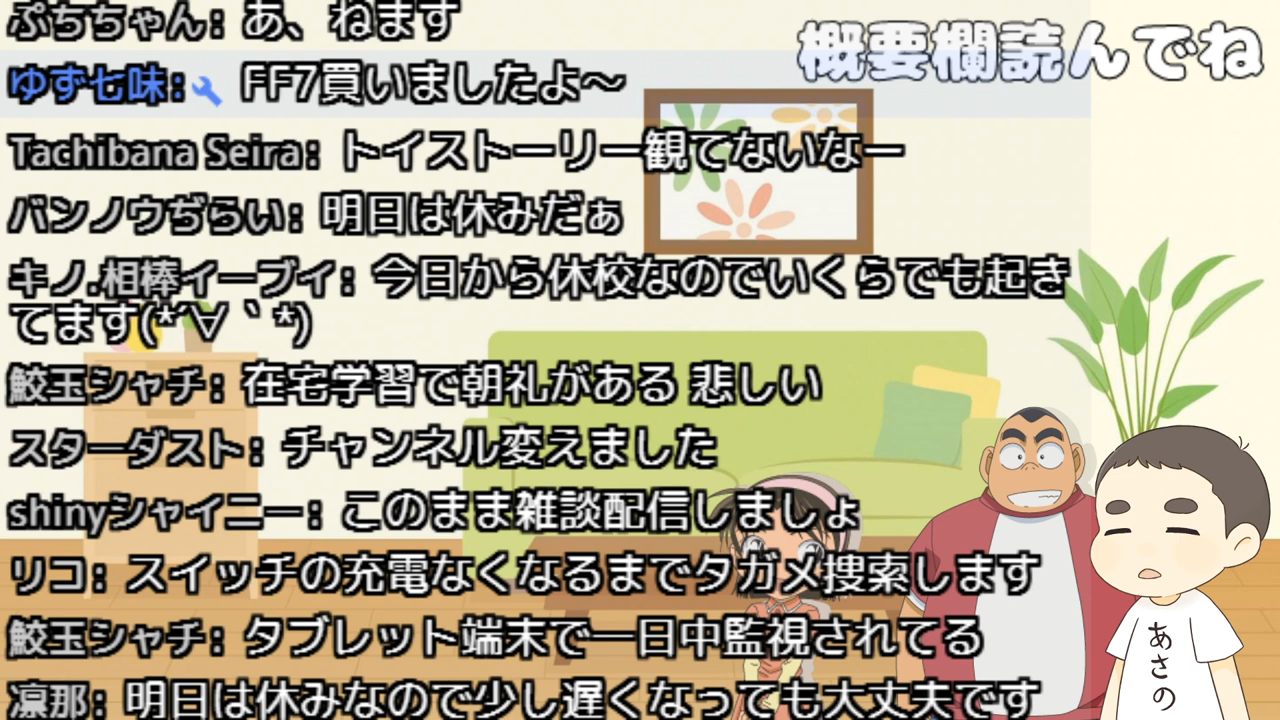 ぷちちゃん: あ、ねます
概要欄読んでね
ゆず七味: FF7買いましたよ～
Tachibana Seira: トイストーリー観てないなー
バンノウぢらい: 明日は休みだぁ
キノ.相棒イーブイ: 今日から休校なのでいくらでも起き
てます(*´∀｀*)
鮫玉シャチ: 在宅学習で朝礼がある 悲しい
スターダスト: チャンネル変えました
shinyシャイニー: このまま雑談配信しましょ
リコ: スイッチの充電なくなるまでタガメ捜索します
鮫玉シャチ: タブレット端末で一日中監視されてる
凛那: 明日は休みなので少し遅くなっても大丈夫です
あさの